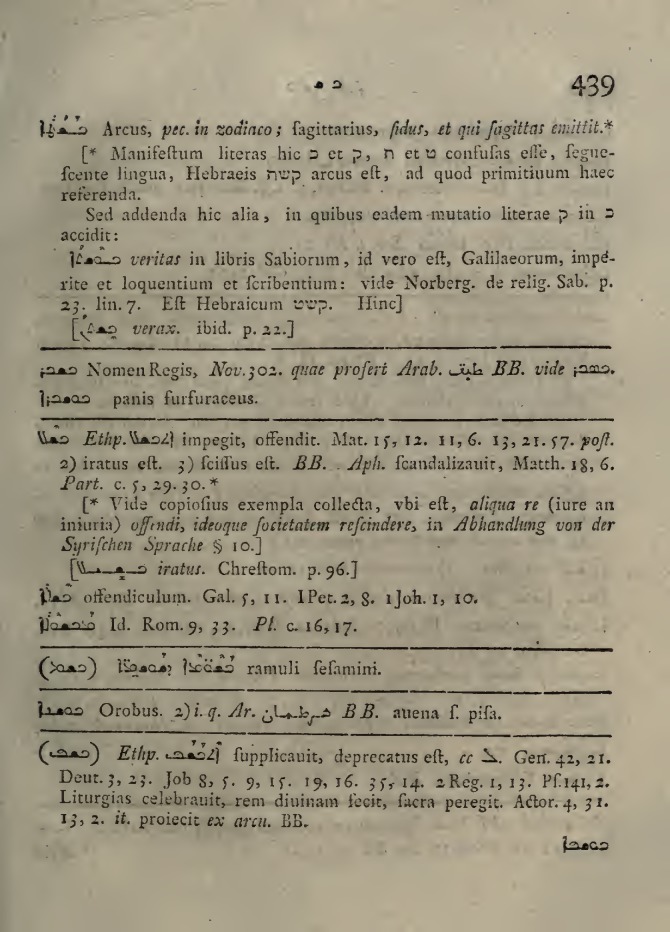 439
Arcus, pec. in zodiaco; ſagittarius, ſidus, et qui ſagittas emittit.*
[* Manifeſtum literas hic כ et ק, ת et ט confuſas eſſe, ſegue-
ſcente lingua, Hebraeis קשת arcus eſt, ad quod primitiuum haec
referenda.
Sed addenda hic alia, in quibus eadem mutatio literae ק in כ
accidit:
veritas in libris Sabiorum, id vero eſt, Galilaeorum, impe-
rite et loquentium et ſcribentium: vide Norberg. de relig. Sab. p.
23. lin. 7. Eſt Hebraicum קשט. Hinc]
verax. ibid. p. 22.]
Nomen Regis, Nov. 302. quae profert Arab. BB. vide
panis furfuraceus.
Ethp. impegit, offendit. Mat. 15, 12. 11, 6. 13, 21. 57. poſt.
2) iratus eſt. 3) ſciſſus eſt. BB. Aph. ſcandalizauit, Matth. 18, 6.
Part. c. 5, 29. 30.*
[* Vide copioſius exempla collecta, vbi eſt, aliqua re (iure an
iniuria) offendi, ideoque ſocietatem reſcindere, in Abhandlung von der
Syriſchen Sprache § 10.]
iratus. Chreſtom. p. 96.]
offendiculum. Gal. 5, 11. 1 Pet. 2, 8. 1 Joh. 1, 10.
Id. Rom. 9, 33. Pl. c. 16, 17.
ramuli ſeſamini.
Orobus. 2) i. q. Ar. BB. auena ſ. piſa.
Ethp. ſupplicauit, deprecatus eſt, cc Gen. 42, 21.
Deut. 3, 23. Job 8, 5. 9, 15. 19, 16. 35, 14. 2 Reg. 1, 13. Pſ. 141, 2.
Liturgias celebrauit, rem diuinam fecit, ſacra peregit. Actor. 4, 31.
13, 2. it. proiecit ex arcu. BB.